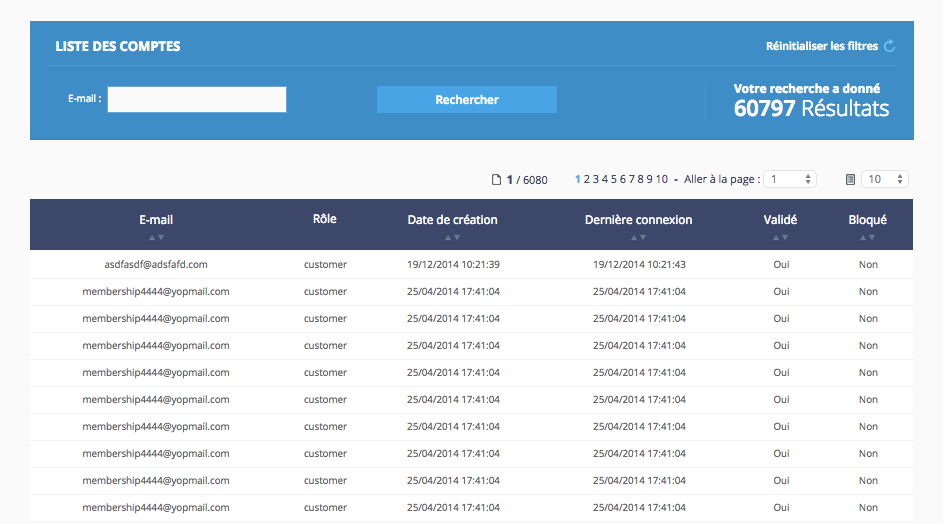 LISTE DES COMPTES Réinitialiser les filtres
E-mail : Rechercher Votre recherche a donné
60797 Résultats
1 / 6080 1 2 3 4 5 6 7 8 9 10 - Aller à la page : 1 10
E-mail Rôle Date de création Dernière connexion Validé Bloqué
asdfasdf@adsfafd.com customer 19/12/2014 10:21:39 19/12/2014 10:21:43 Oui Non
membership4444@yopmail.com customer 25/04/2014 17:41:04 25/04/2014 17:41:04 Oui Non
membership4444@yopmail.com customer 25/04/2014 17:41:04 25/04/2014 17:41:04 Oui Non
membership4444@yopmail.com customer 25/04/2014 17:41:04 25/04/2014 17:41:04 Oui Non
membership4444@yopmail.com customer 25/04/2014 17:41:04 25/04/2014 17:41:04 Oui Non
membership4444@yopmail.com customer 25/04/2014 17:41:04 25/04/2014 17:41:04 Oui Non
membership4444@yopmail.com customer 25/04/2014 17:41:04 25/04/2014 17:41:04 Oui Non
membership4444@yopmail.com customer 25/04/2014 17:41:04 25/04/2014 17:41:04 Oui Non
membership4444@yopmail.com customer 25/04/2014 17:41:04 25/04/2014 17:41:04 Oui Non
membership4444@yopmail.com customer 25/04/2014 17:41:04 25/04/2014 17:41:04 Oui Non